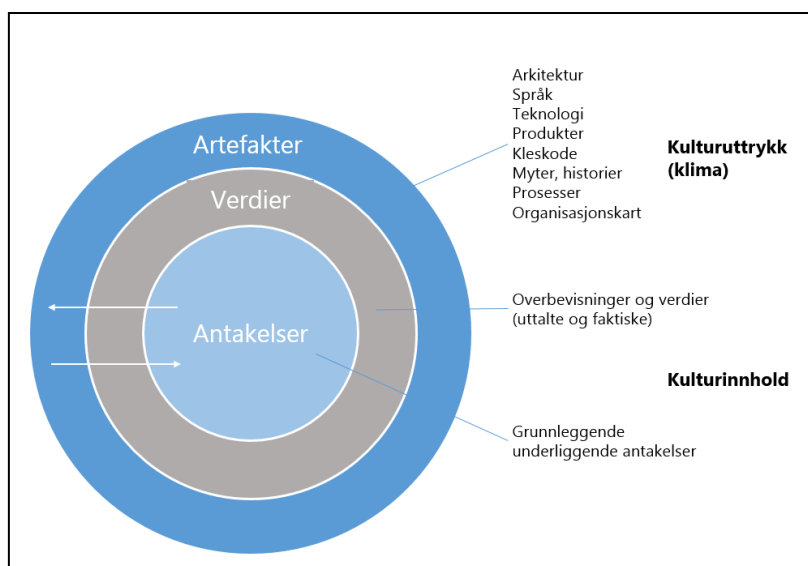 Artefakter
Verdier
Antakelser
Arkitektur
Språk
Teknologi
Produkter
Kleskode
Myter, historier
Prosesser
Organisasjonskart
Kulturuttrykk
(klima)
Overbevisninger og verdier
(uttalte og faktiske)
Kulturinnhold
Grunnleggende
underliggende antakelser